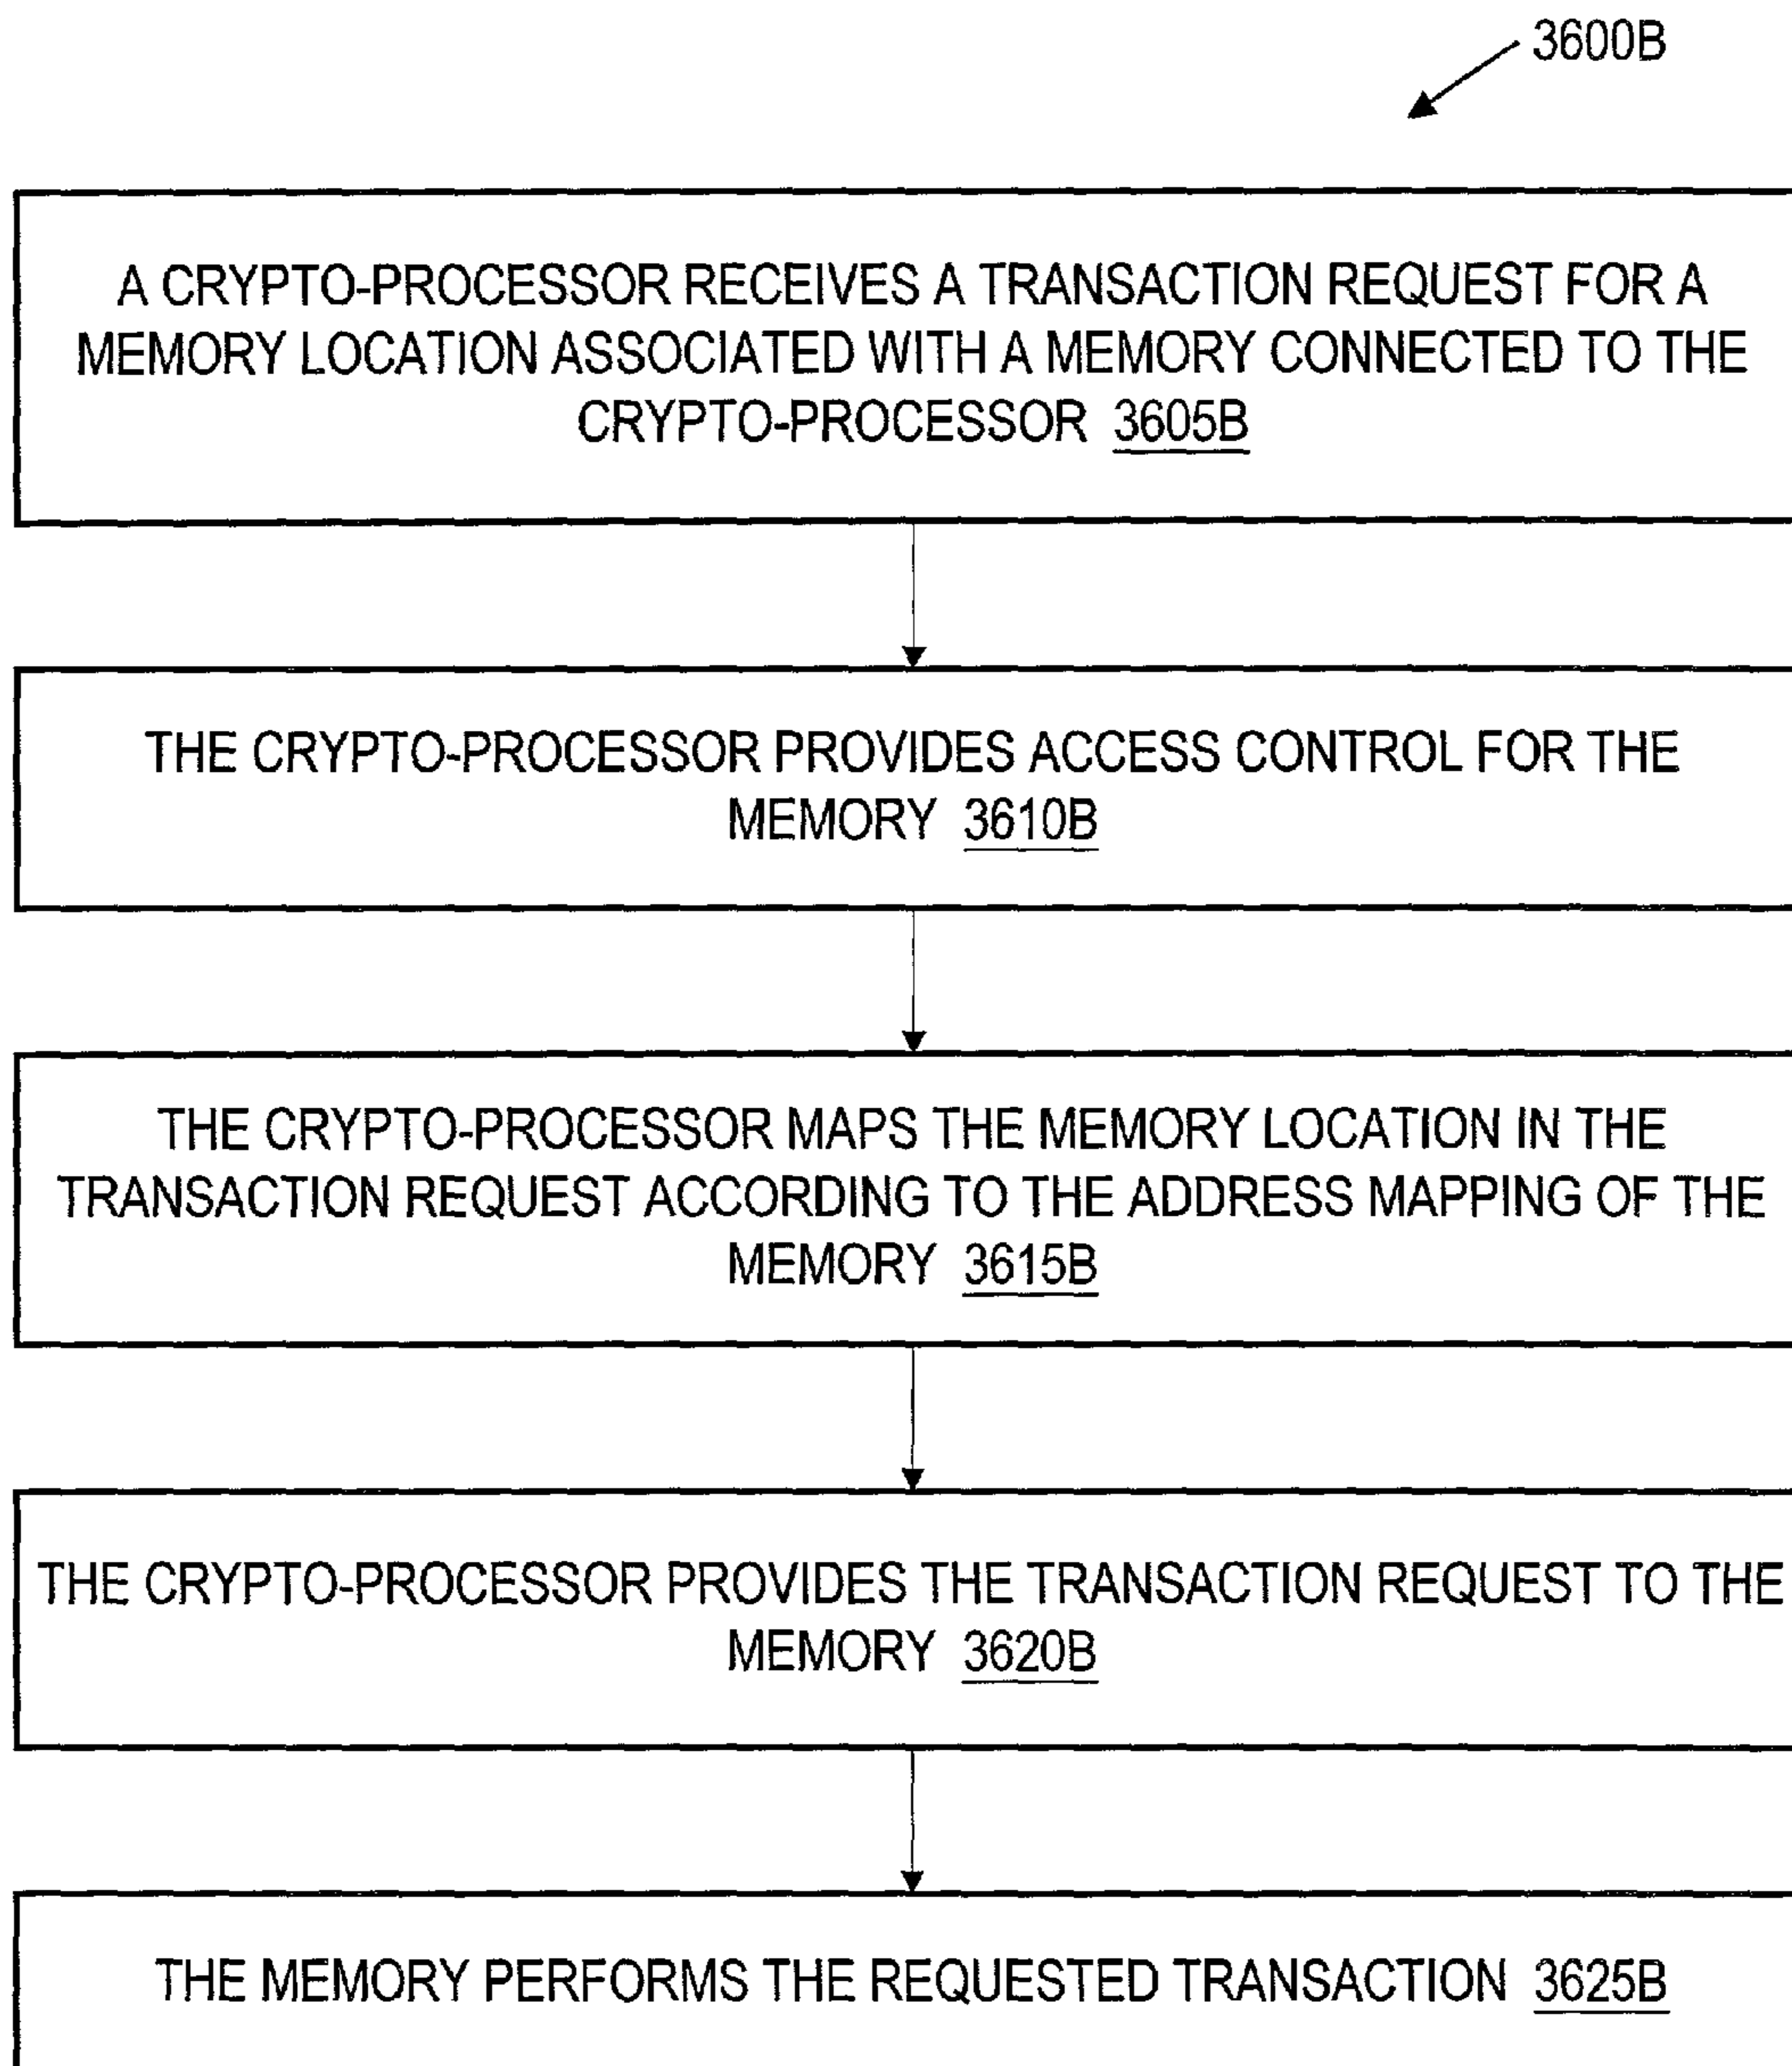 3600B
A CRYPTO-PROCESSOR RECEIVES A TRANSACTION REQUEST FOR A
MEMORY LOCATION ASSOCIATED WITH A MEMORY CONNECTED TO THE
CRYPTO-PROCESSOR 3605B
THE CRYPTO-PROCESSOR PROVIDES ACCESS CONTROL FOR THE
MEMORY 3610B
THE CRYPTO-PROCESSOR MAPS THE MEMORY LOCATION IN THE
TRANSACTION REQUEST ACCORDING TO THE ADDRESS MAPPING OF THE
MEMORY 3615B
THE CRYPTO-PROCESSOR PROVIDES THE TRANSACTION REQUEST TO THE
MEMORY 3620B
THE MEMORY PERFORMS THE REQUESTED TRANSACTION 3625B